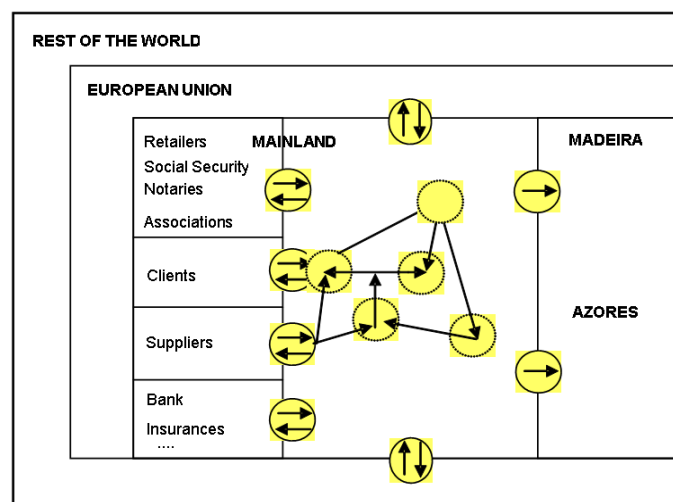 REST OF THE WORLD
EUROPEAN UNION
Retailers
MAINLAND
MADEIRA
Social Security
Notaries
Associations
Clients
AZORES
Suppliers
Bank
Insurances
....